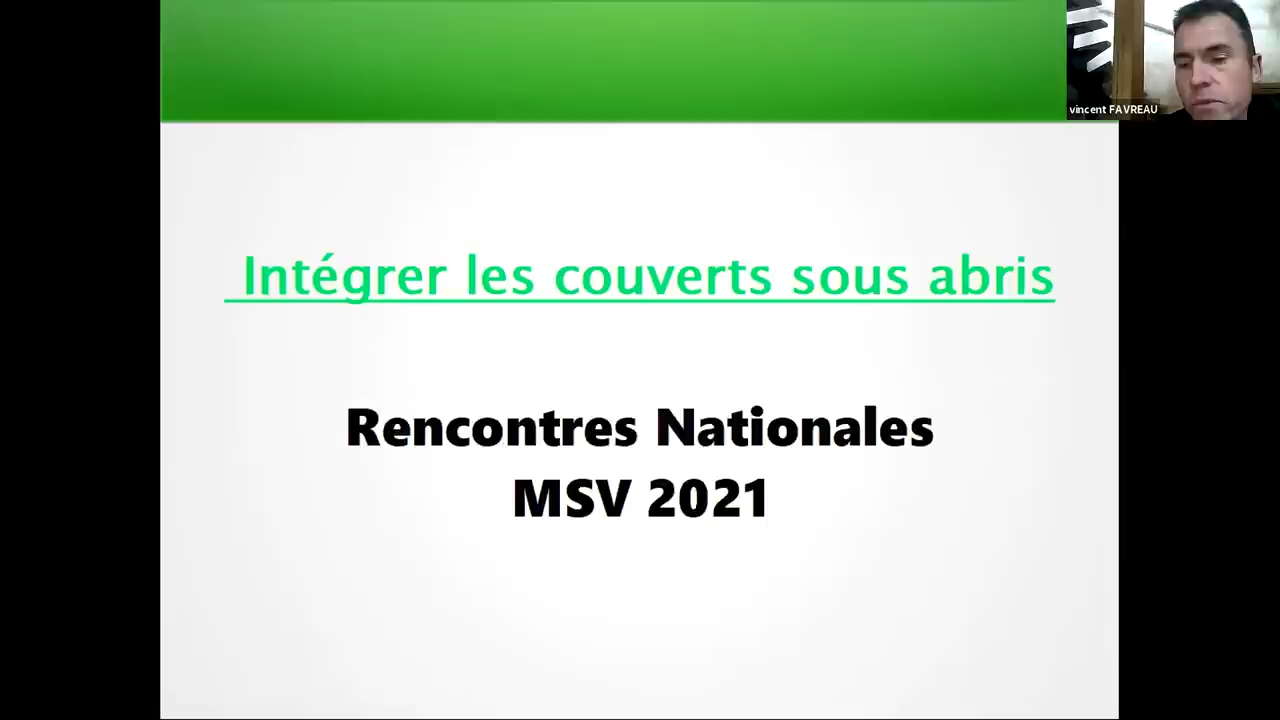 vincent FAVREAU
Intégrer les couverts sous abris
Rencontres Nationales
MSV 2021